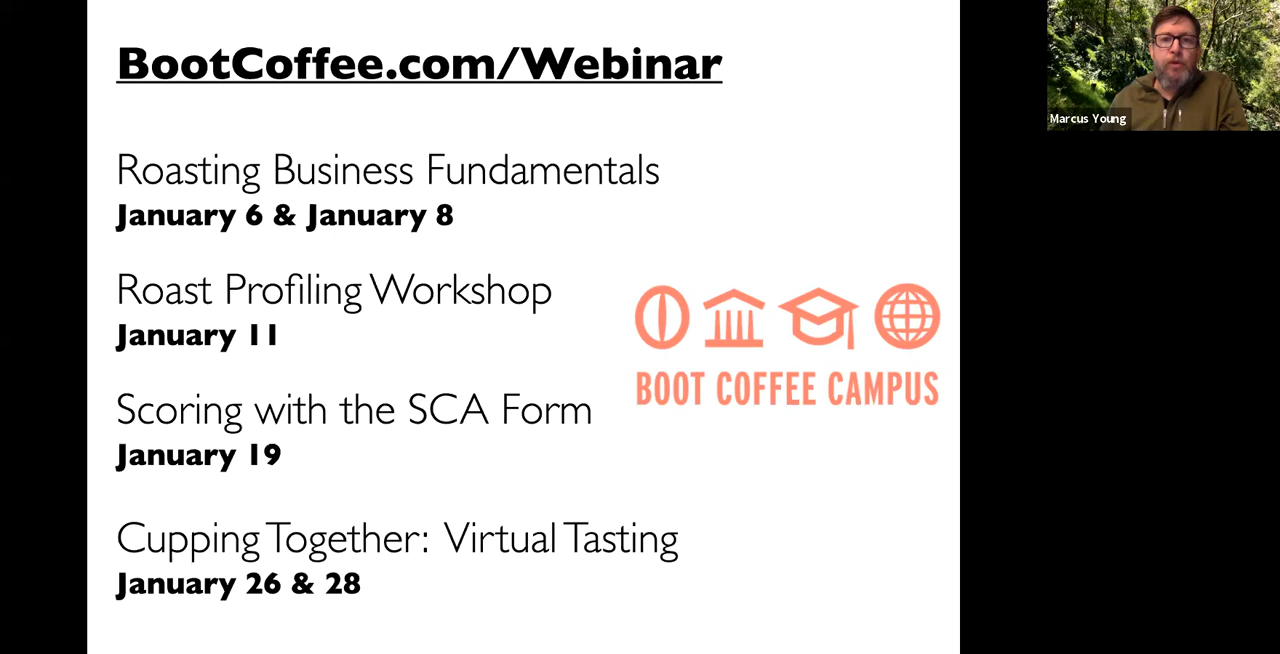 BootCoffee.com/Webinar
Roasting Business Fundamentals
January 6 & January 8
Roast Profiling Workshop
January 11
Scoring with the SCA Form
January 19
Cupping Together: Virtual Tasting
January 26 & 28
BOOT COFFEE CAMPUS
Marcus Young